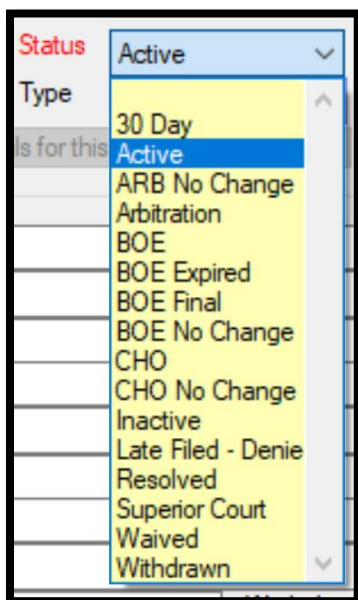 Status Active
Type
ls for this
30 Day
Active
ARB No Change
Arbitration
BOE
BOE Expired
BOE Final
BOE No Change
CHO
CHO No Change
Inactive
Late Filed - Denie
Resolved
Superior Court
Waived
Withdrawn